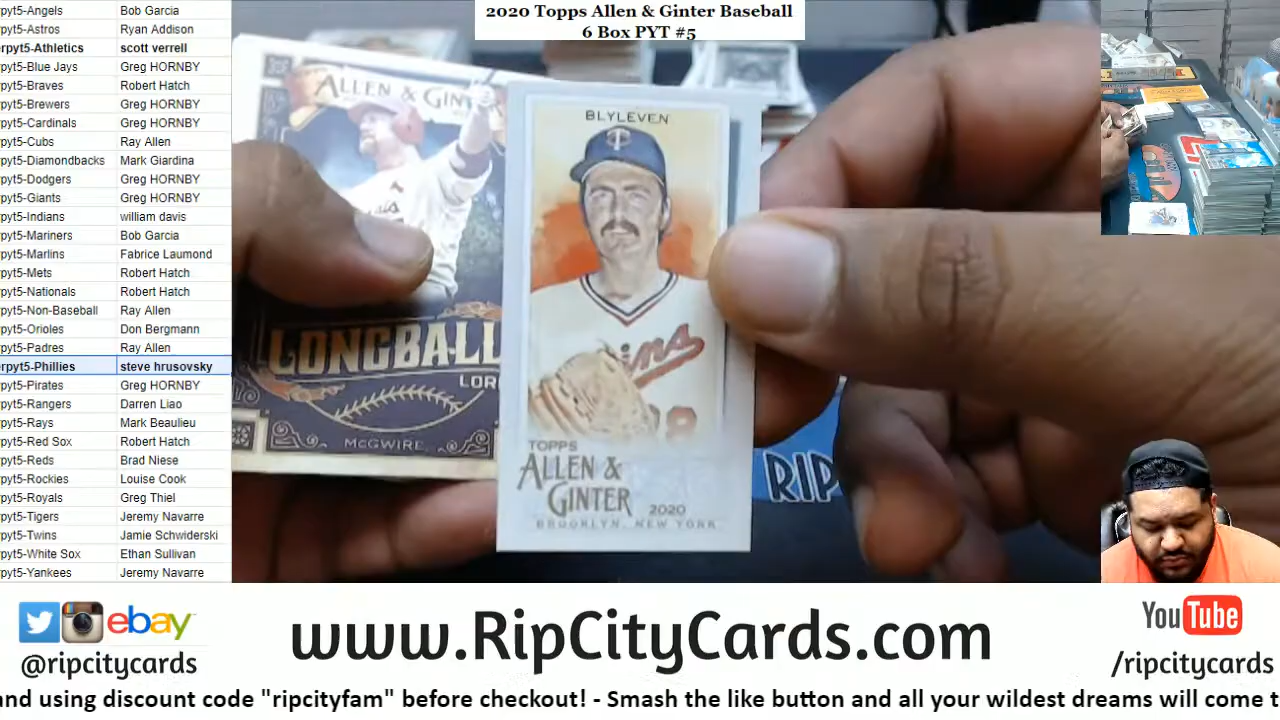 2020 Topps Allen & Ginter Baseball
6 Box PYT #5
pyt5-Angels Bob Garcia
pyt5-Astros Ryan Addison
erpyt5-Athletics scott verrell
pyt5-Blue Jays Greg HORNBY
pyt5-Braves Robert Hatch
pyt5-Brewers Greg HORNBY
pyt5-Cardinals Greg HORNBY
pyt5-Cubs Ray Allen
pyt5-Diamondbacks Mark Giardina
pyt5-Dodgers Greg HORNBY
pyt5-Giants Greg HORNBY
pyt5-Indians william davis
pyt5-Mariners Bob Garcia
pyt5-Marlins Fabrice Laumond
pyt5-Mets Robert Hatch
pyt5-Nationals Robert Hatch
pyt5-Non-Baseball Ray Allen
pyt5-Orioles Don Bergmann
pyt5-Padres Ray Allen
erpyt5-Phillies steve hrusovsky
pyt5-Pirates Greg HORNBY
pyt5-Rangers Darren Liao
pyt5-Rays Mark Beaulieu
pyt5-Red Sox Robert Hatch
pyt5-Reds Brad Niese
pyt5-Rockies Louise Cook
pyt5-Royals Greg Thiel
pyt5-Tigers Jeremy Navarre
pyt5-Twins Jamie Schwiderski
pyt5-White Sox Ethan Sullivan
pyt5-Yankees Jeremy Navarre
ALLEN & GINT
LONGBALL
LOR
McGWIRE
BLYLEVEN
ins
8
TOPPS
ALLEN &
GINTER 2020
BROOKLYN, NEW YORK
RIP
ebay
@ripcitycards
www.RipCityCards.com
YouTube
/ripcitycards
and using discount code "ripcityfam" before checkout! - Smash the like button and all your wildest dreams will come t